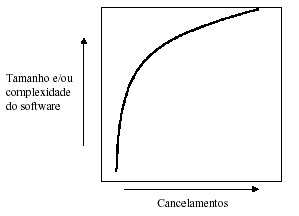 Tamanho e/ou
complexidade
do software
Cancelamentos